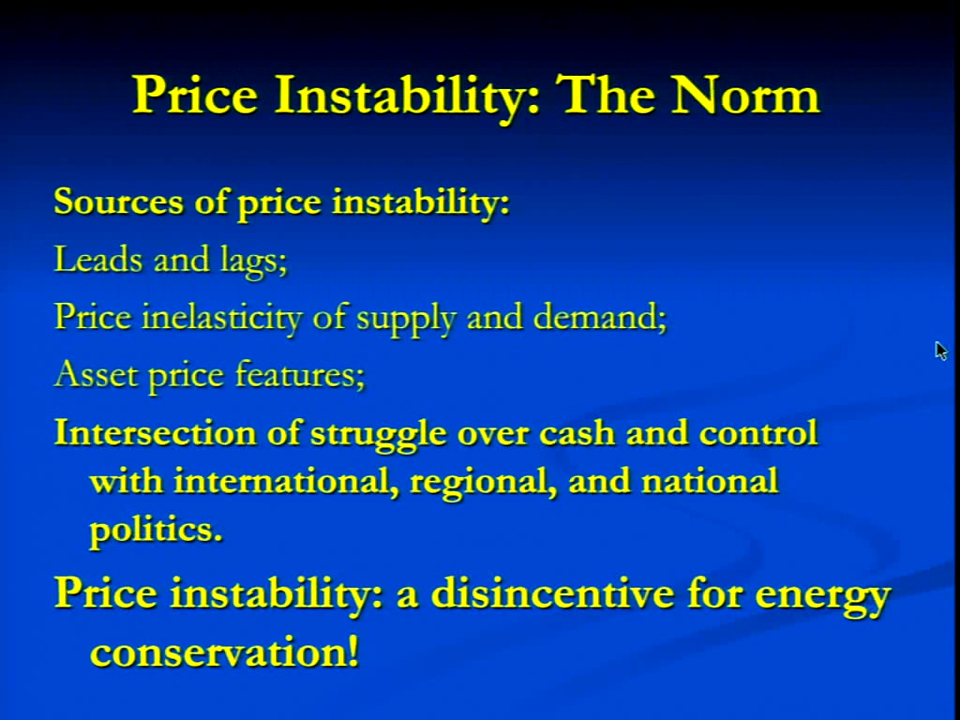 Price Instability: The Norm
Sources of price instability:
Leads and lags;
Price inelasticity of supply and demand;
Asset price features;
Intersection of struggle over cash and control
with international, regional, and national
politics.
Price instability: a disincentive for energy
conservation!